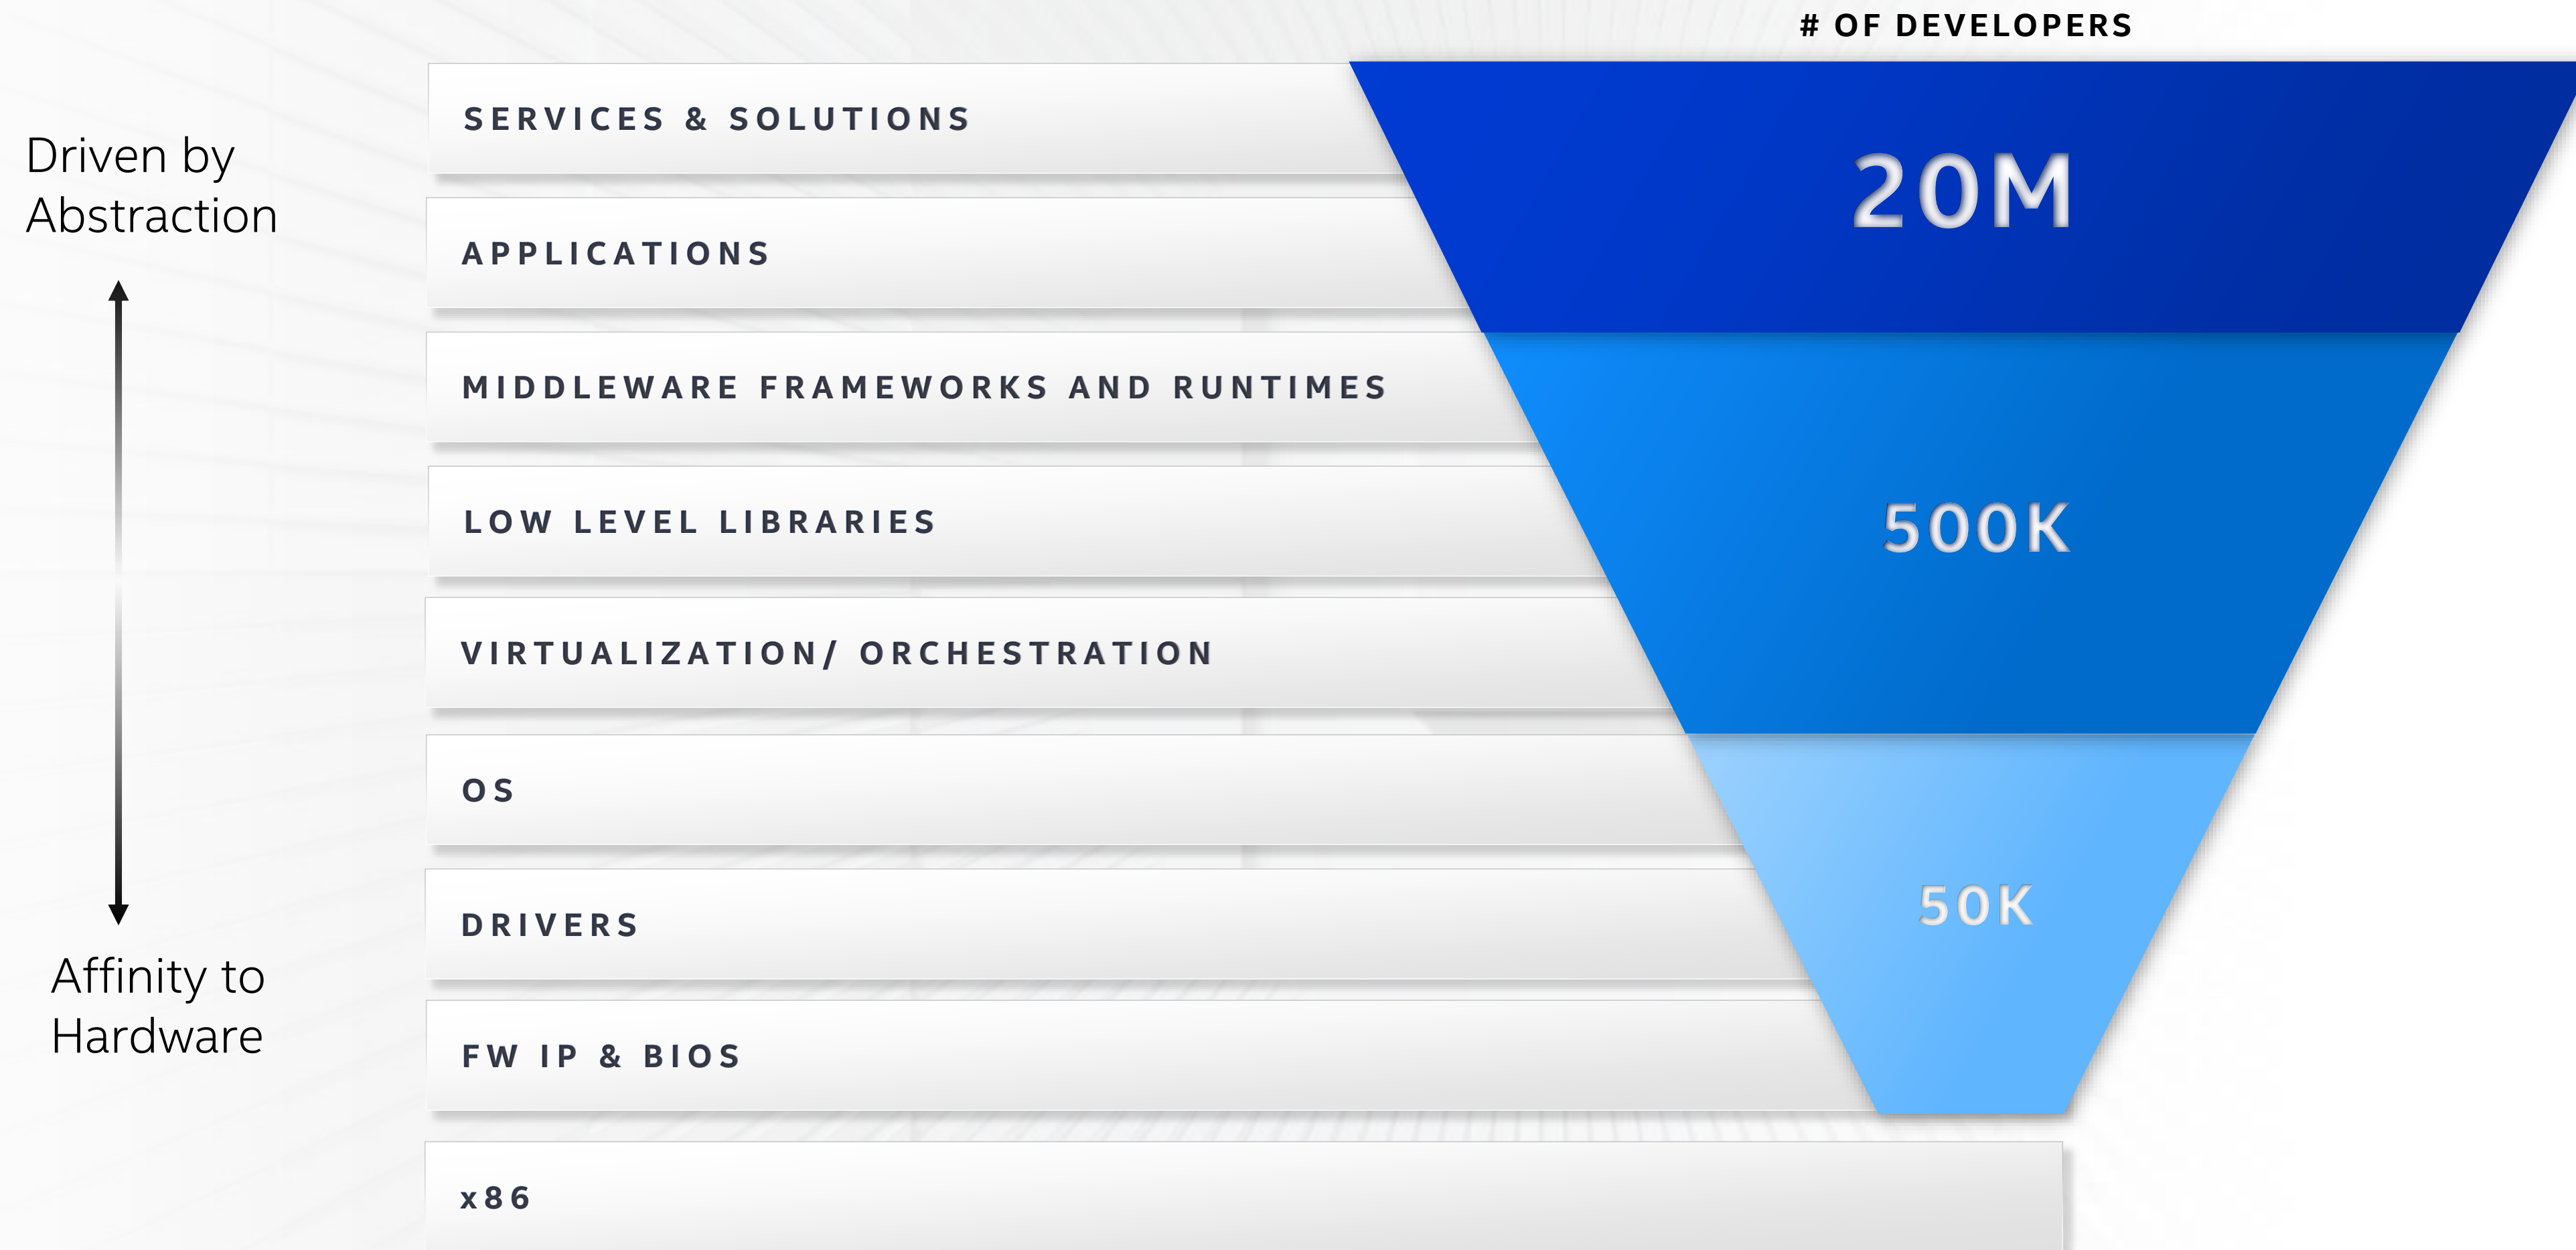 # OF DEVELOPERS
SERVICES & SOLUTIONS
Driven by
Abstraction
20M
APPLICATIONS
MIDDLEWARE FRAMEWORKS AND RUNTIMES
LOW LEVEL LIBRARIES
500K
VIRTUALIZATION/ ORCHESTRATION
OS
DRIVERS
50K
Affinity to
Hardware
FW IP & BIOS
x86